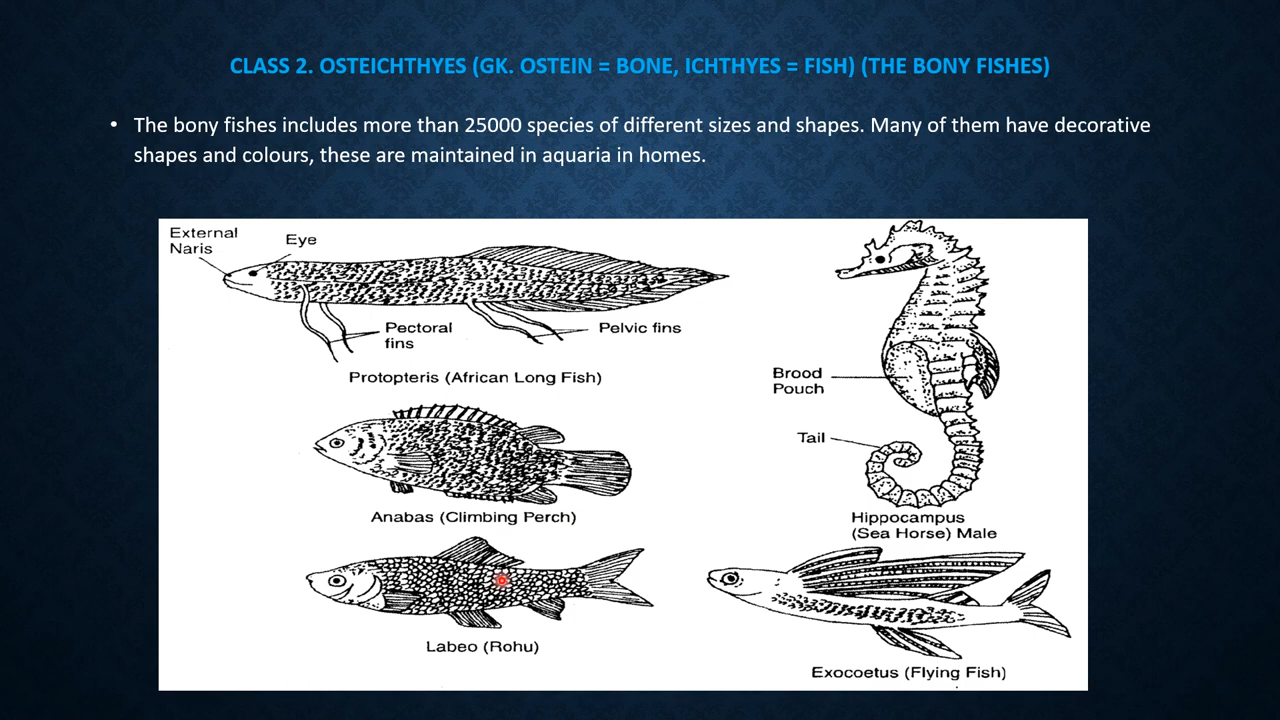 CLASS 2. OSTEICHTHYES (GK. OSTEIN = BONE, ICHTHYES = FISH) (THE BONY FISHES)
• The bony fishes includes more than 25000 species of different sizes and shapes. Many of them have decorative
shapes and colours, these are maintained in aquaria in homes.
External
Naris
Eye
Pectoral
fins
Pelvic fins
Protopteris (African Long Fish)
Brood
Pouch
Tail
Anabas (Climbing Perch)
Hippocampus
(Sea Horse) Male
Labeo (Rohu)
Exocoetus (Flying Fish)